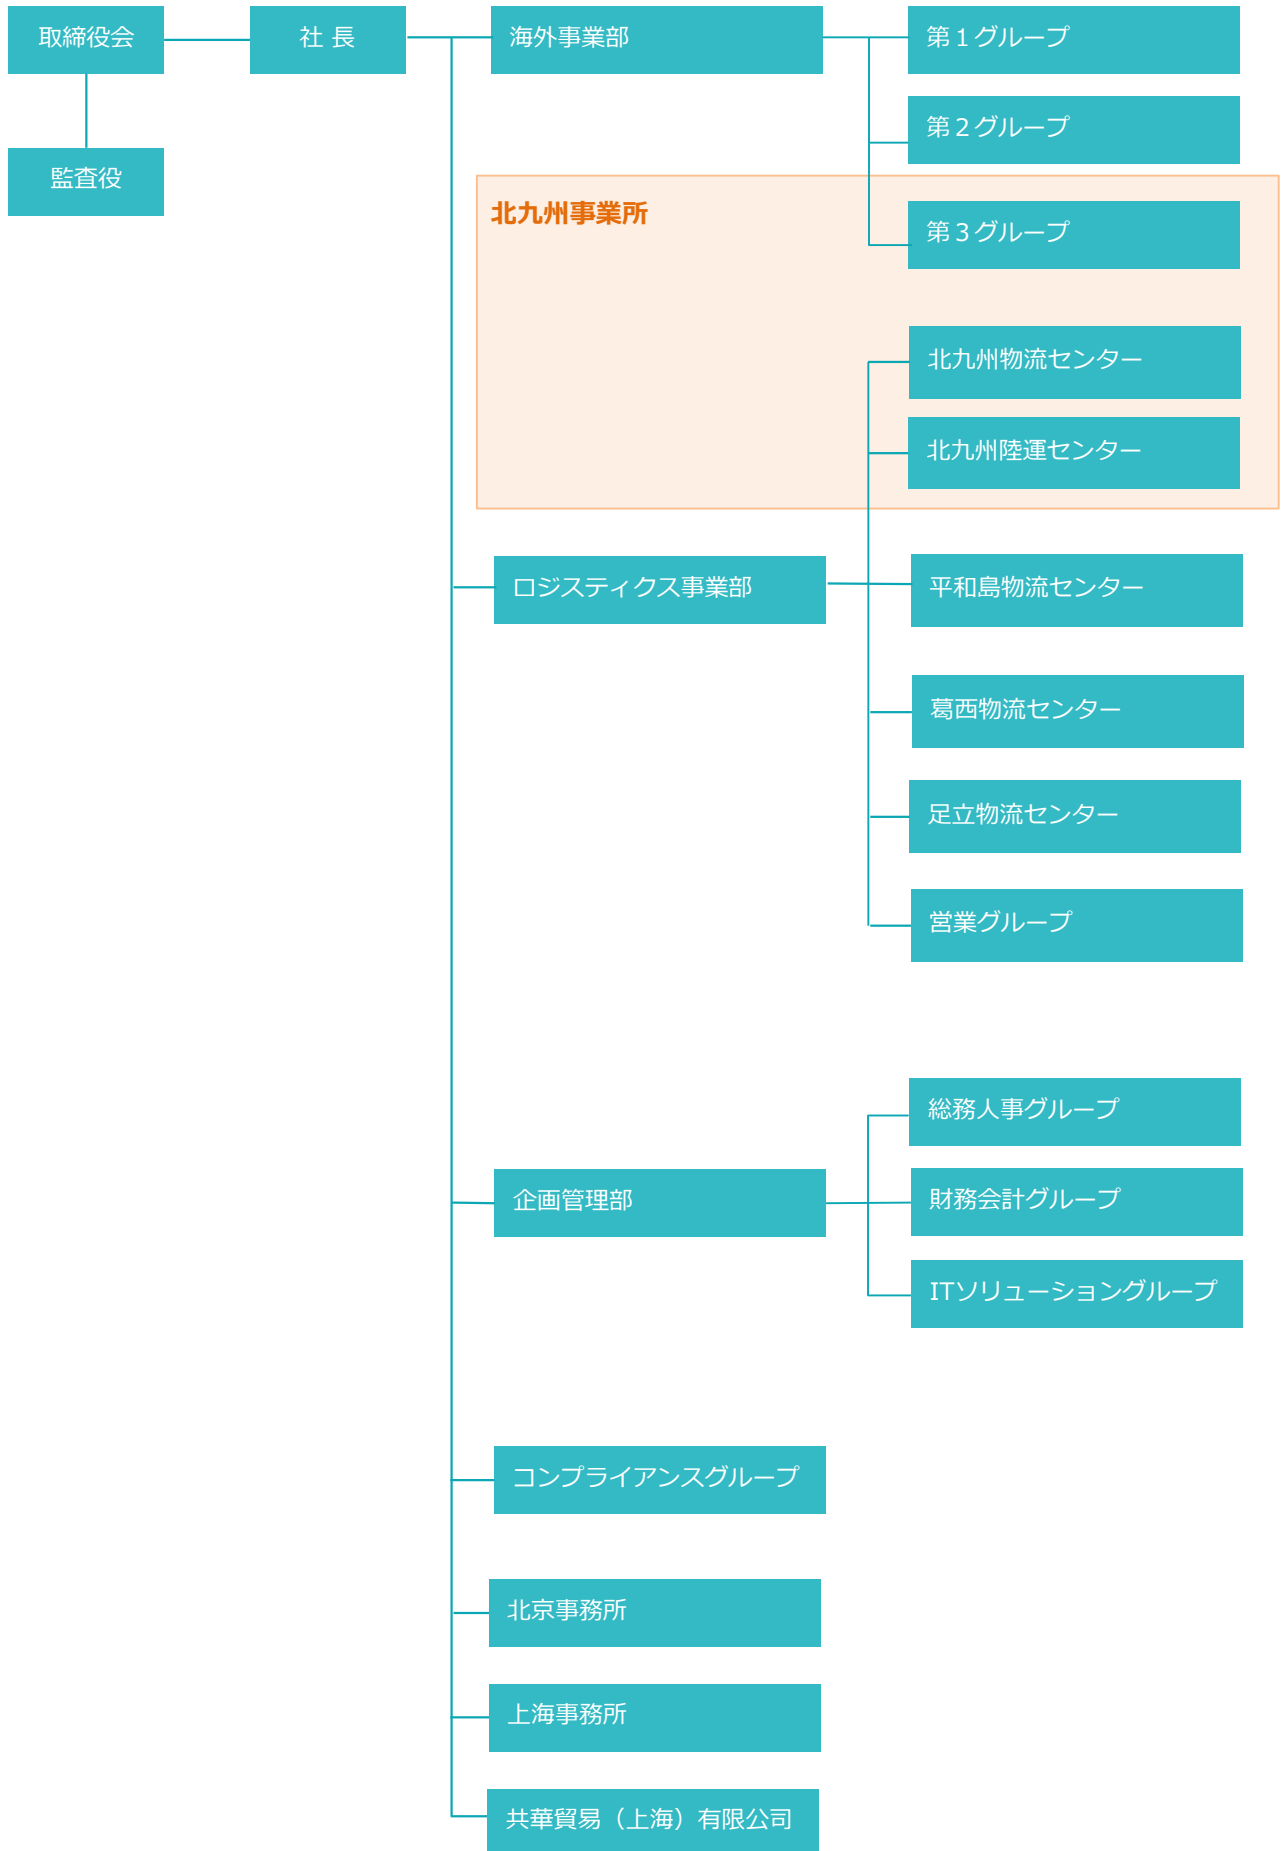 取締役会
社 長
監査役
海外事業部
第１グループ
第２グループ
北九州事業所
第３グループ
北九州物流センター
北九州陸運センター
ロジスティクス事業部
平和島物流センター
葛西物流センター
足立物流センター
営業グループ
企画管理部
総務人事グループ
財務会計グループ
ITソリューショングループ
コンプライアンスグループ
北京事務所
上海事務所
共華貿易（上海）有限公司